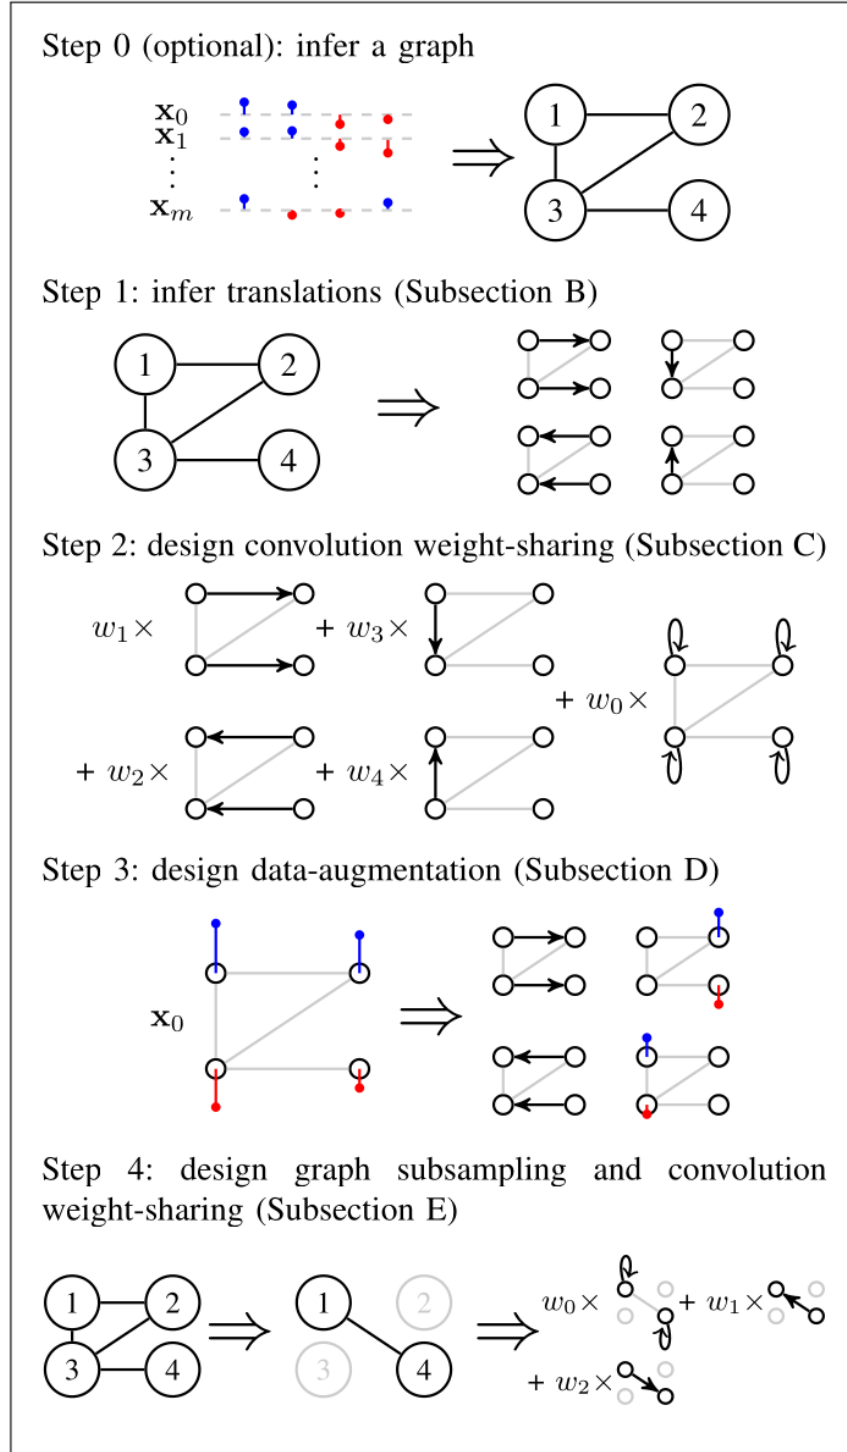 Step 0 (optional): infer a graph
x₀
x₁
⋮ ⋮
xₘ
⇒
1 2
3 4
Step 1: infer translations (Subsection B)
1 2
3 4
⇒
Step 2: design convolution weight-sharing (Subsection C)
w₁× + w₃×
+ w₀×
+ w₂× + w₄×
Step 3: design data-augmentation (Subsection D)
x₀ ⇒
Step 4: design graph subsampling and convolution
weight-sharing (Subsection E)
1 2 ⇒ 1 2 ⇒ w₀× + w₁×
3 4 3 4
+ w₂×